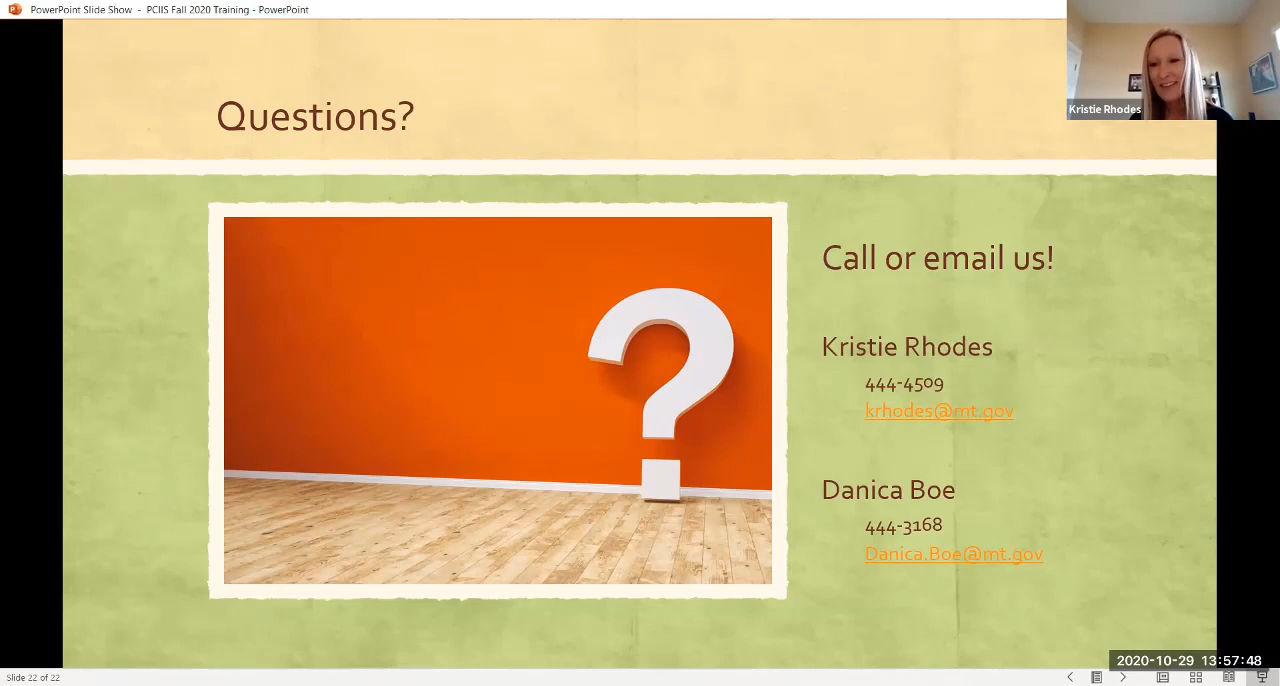 PowerPoint Slide Show - PCIIS Fall 2020 Training - PowerPoint
Kristie Rhodes
Questions?
Call or email us!
Kristie Rhodes
444-4509
krhodes@mt.gov
Danica Boe
444-3168
Danica.Boe@mt.gov
2020-10-29 13:57:48
Slide 22 of 22